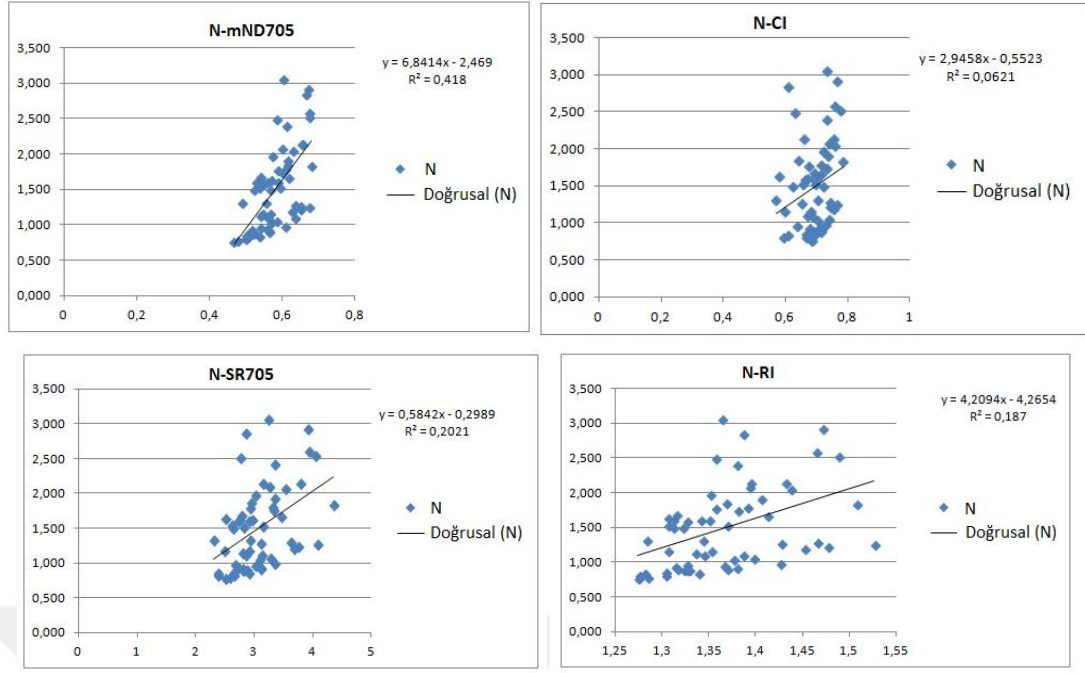 N-mND705
3,500
3,000
2,500
2,000
1,500
1,000
0,500
0,000
0 0,2 0,4 0,6 0,8
y = 6,8414x - 2,469
R² = 0,418
N
Doğrusal (N)
N-CI
3,500
3,000
2,500
2,000
1,500
1,000
0,500
0,000
0 0,2 0,4 0,6 0,8 1
y = 2,9458x - 0,5523
R² = 0,0621
N
Doğrusal (N)
N-SR705
3,500
3,000
2,500
2,000
1,500
1,000
0,500
0,000
0 1 2 3 4 5
y = 0,5842x - 0,2989
R² = 0,2021
N
Doğrusal (N)
N-RI
3,500
3,000
2,500
2,000
1,500
1,000
0,500
0,000
1,25 1,3 1,35 1,4 1,45 1,5 1,55
y = 4,2094x - 4,2654
R² = 0,187
N
Doğrusal (N)